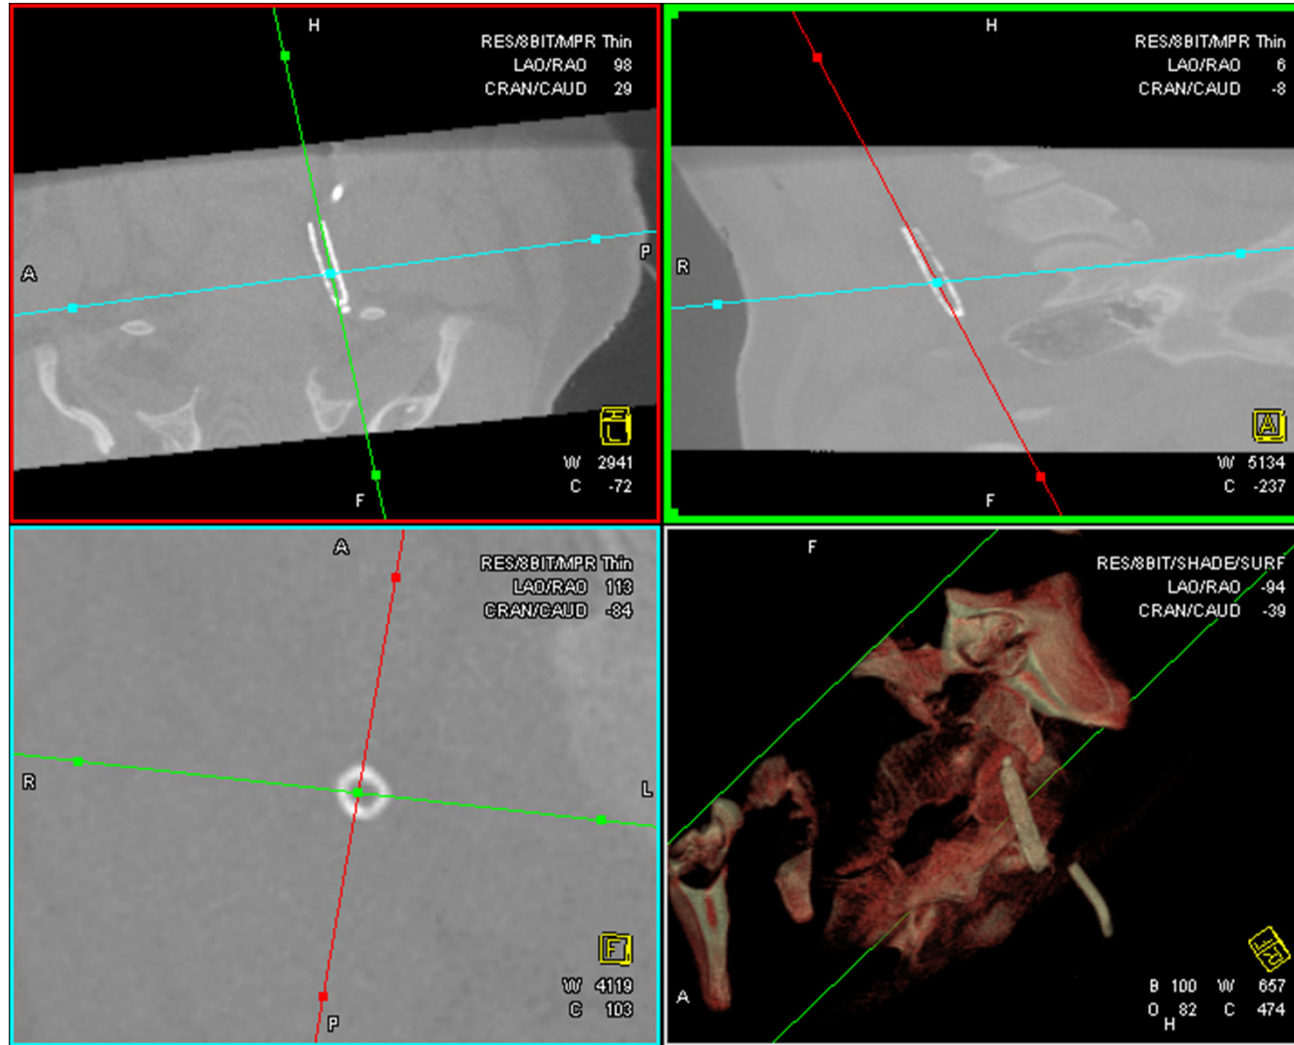 H
RES/8BIT/MPR Thin
LAO/RAO 98
CRAN/CAUD 29
A
P
L
W 2941
C -72
F
H
RES/8BIT/MPR Thin
LAO/RAO 6
CRAN/CAUD -8
R
A
W 5134
C -237
F
A
RES/8BIT/MPR Thin
LAO/RAO 113
CRAN/CAUD -84
R
L
F
W 4119
C 103
P
F
RES/8BIT/SHADE/SURF
LAO/RAO -94
CRAN/CAUD -39
R
A
B 100 W 657
O 82 C 474
H